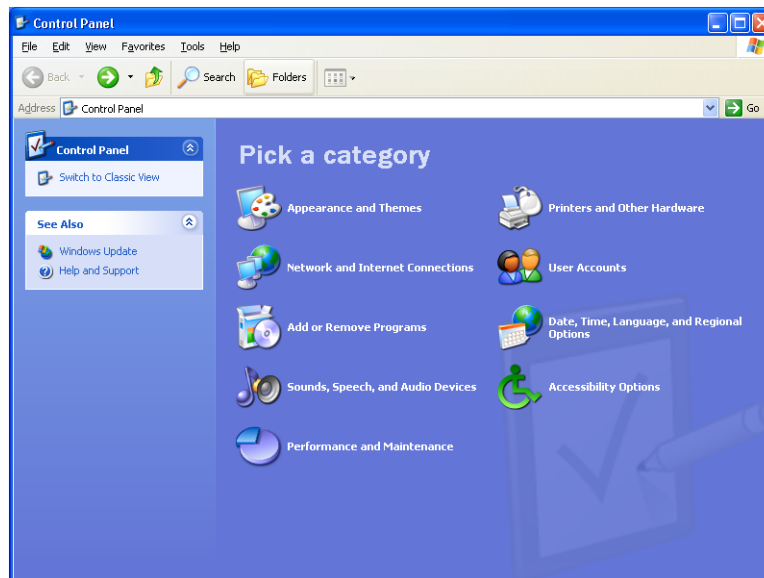 Control Panel
File Edit View Favorites Tools Help
Back Search Folders
Address Control Panel Go
Control Panel
Switch to Classic View
See Also
Windows Update
Help and Support
Pick a category
Appearance and Themes
Printers and Other Hardware
Network and Internet Connections
User Accounts
Add or Remove Programs
Date, Time, Language, and Regional
Options
Sounds, Speech, and Audio Devices
Accessibility Options
Performance and Maintenance